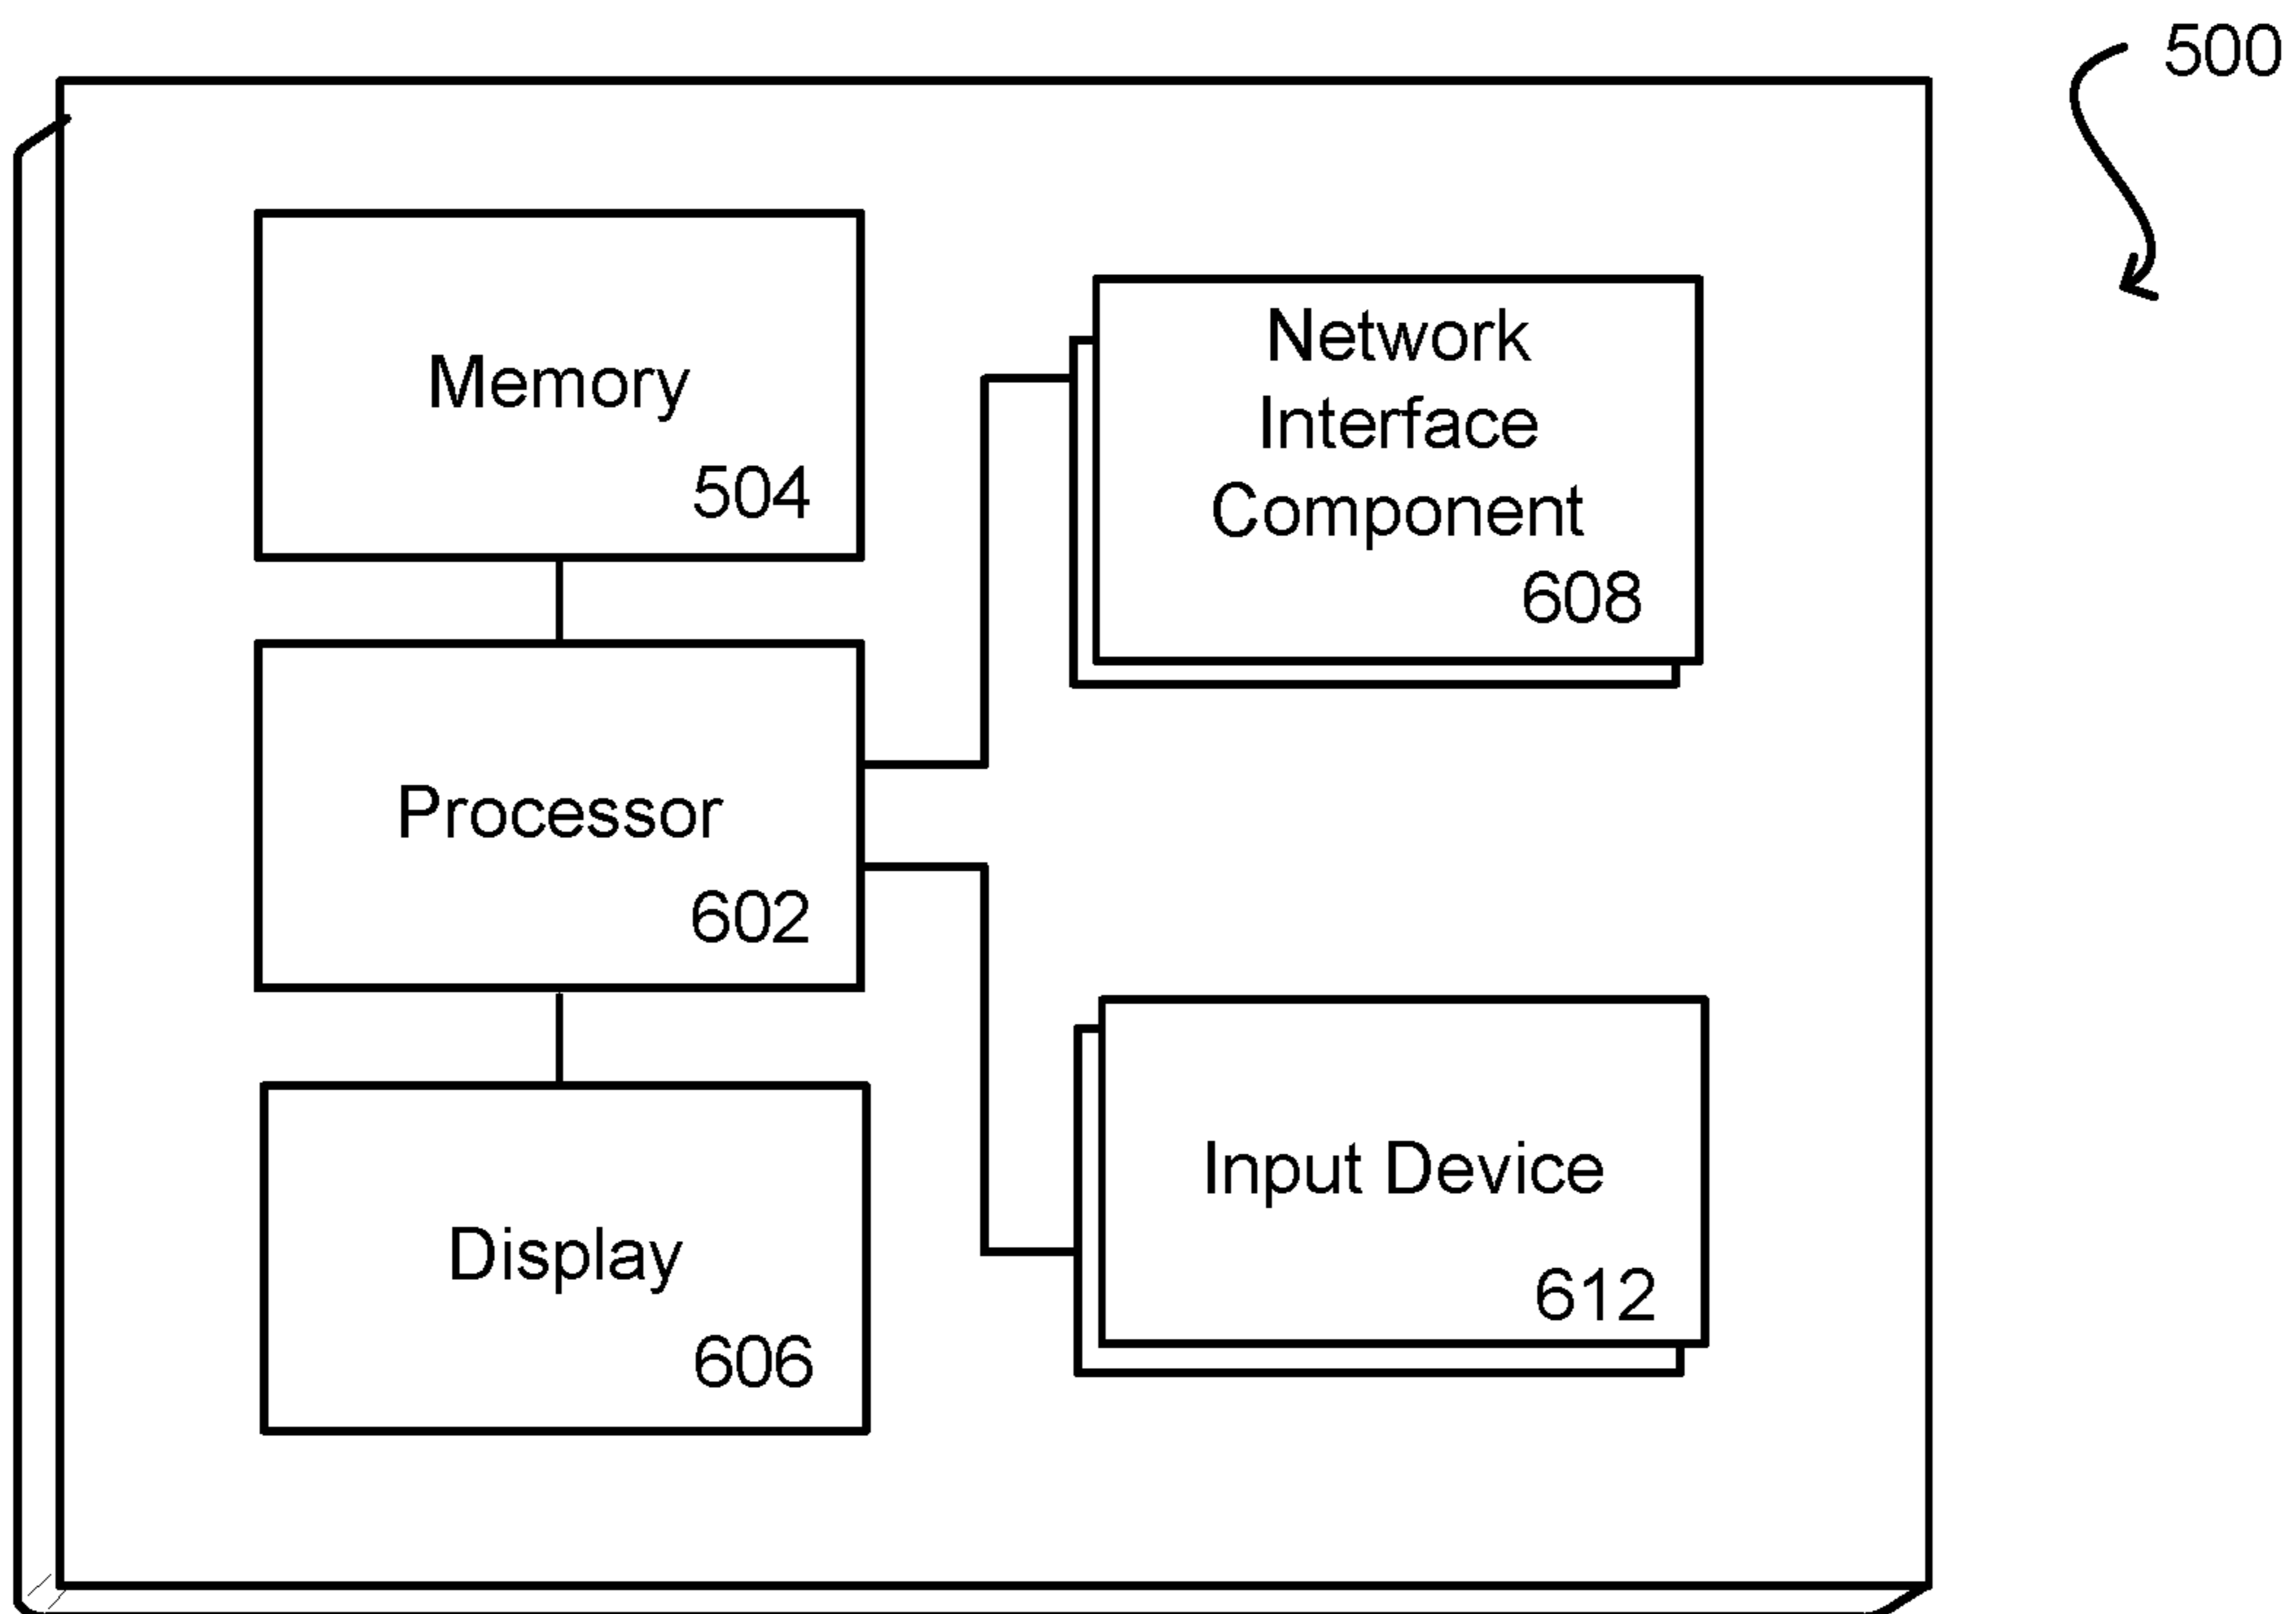 500
Memory
504
Network
Interface
Component
608
Processor
602
Input Device
612
Display
606